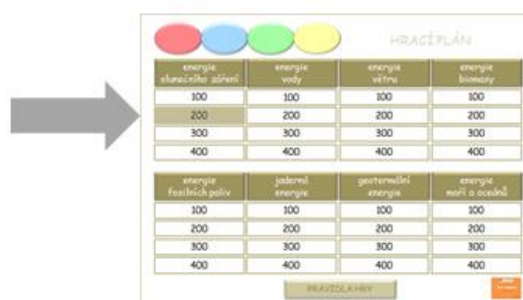 HRACÍ PLÁN
energie slunečního záření energie vody energie větru energie biomasy
100 100 100 100
200 200 200 200
300 300 300 300
400 400 400 400
energie fosilních paliv jaderná energie geotermální energie energie moří a oceánů
100 100 100 100
200 200 200 200
300 300 300 300
400 400 400 400
PRAVIDLA HRY